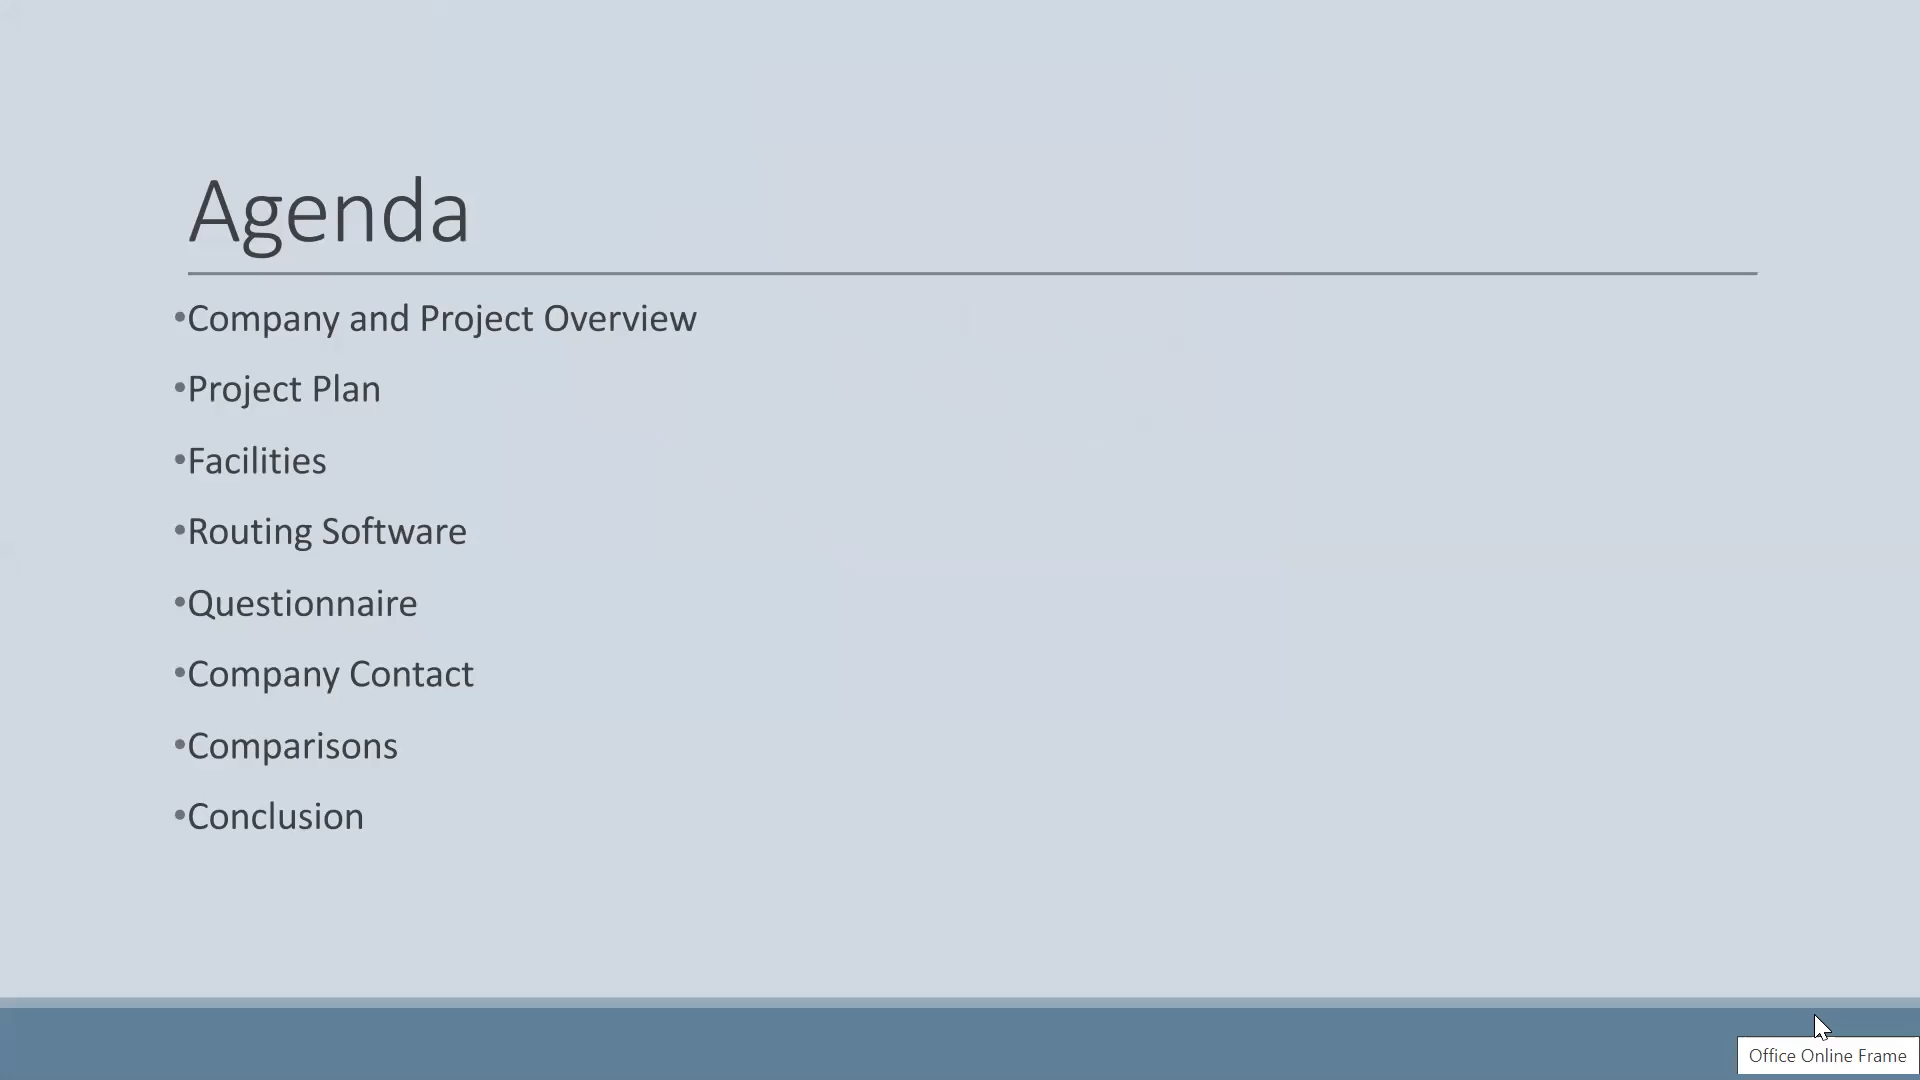 Agenda
•Company and Project Overview
•Project Plan
•Facilities
•Routing Software
•Questionnaire
•Company Contact
•Comparisons
•Conclusion
Office Online Frame